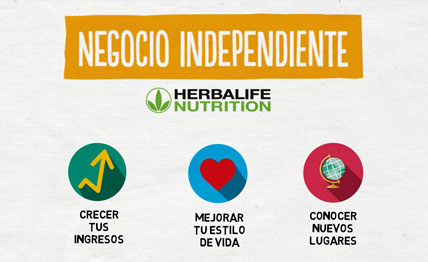 NEGOCIO INDEPENDIENTE
HERBALIFE
NUTRITION
CRECER
TUS
INGRESOS
MEJORAR
TU ESTILO
DE VIDA
CONOCER
NUEVOS
LUGARES